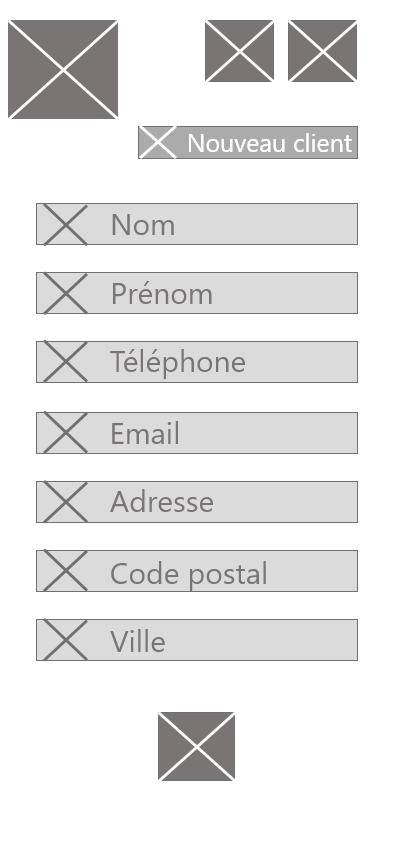 Nouveau client
Nom
Prénom
Téléphone
Email
Adresse
Code postal
Ville